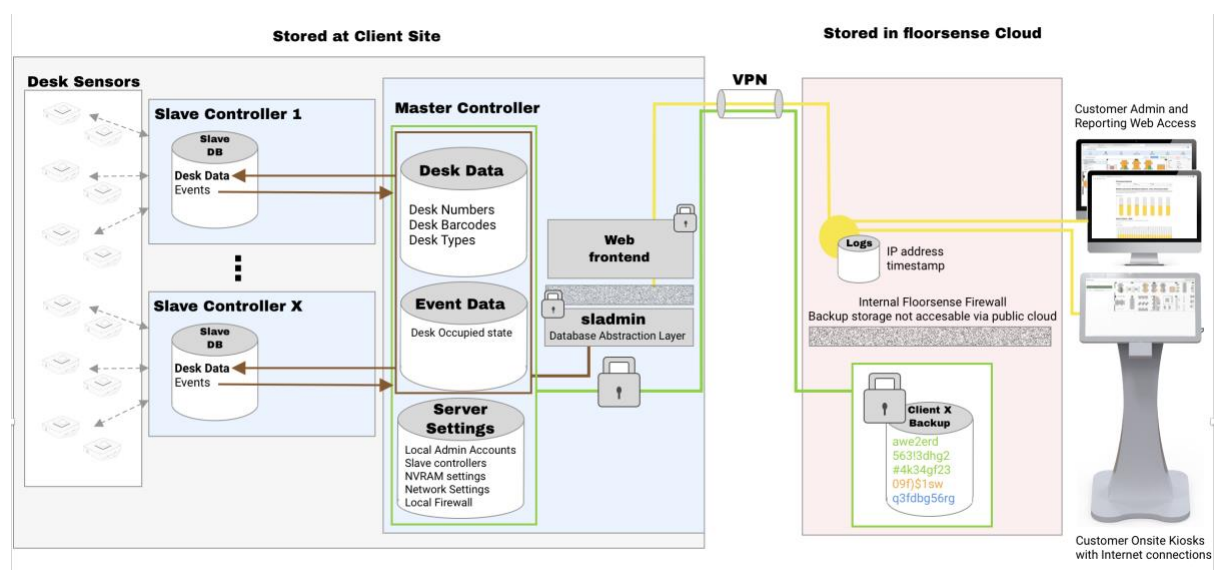 Stored at Client Site
Stored in floorsense Cloud
Desk Sensors
Slave Controller 1
Slave
DB
Desk Data
Events
Slave Controller X
Slave
DB
Desk Data
Events
Master Controller
Desk Data
Desk Numbers
Desk Barcodes
Desk Types
Event Data
Desk Occupied state
Server
Settings
Local Admin Accounts
Slave controllers
NVRAM settings
Network Settings
Local Firewall
Web
frontend
sladmin
Database Abstraction Layer
VPN
Logs
IP address
timestamp
Internal Floorsense Firewall
Backup storage not accesable via public cloud
Client X
Backup
awe2erd
563!3dhg2
#4k34gf23
09f)$1sw
q3fdbg56rg
Customer Admin and
Reporting Web Access
Customer Onsite Kiosks
with Internet connections